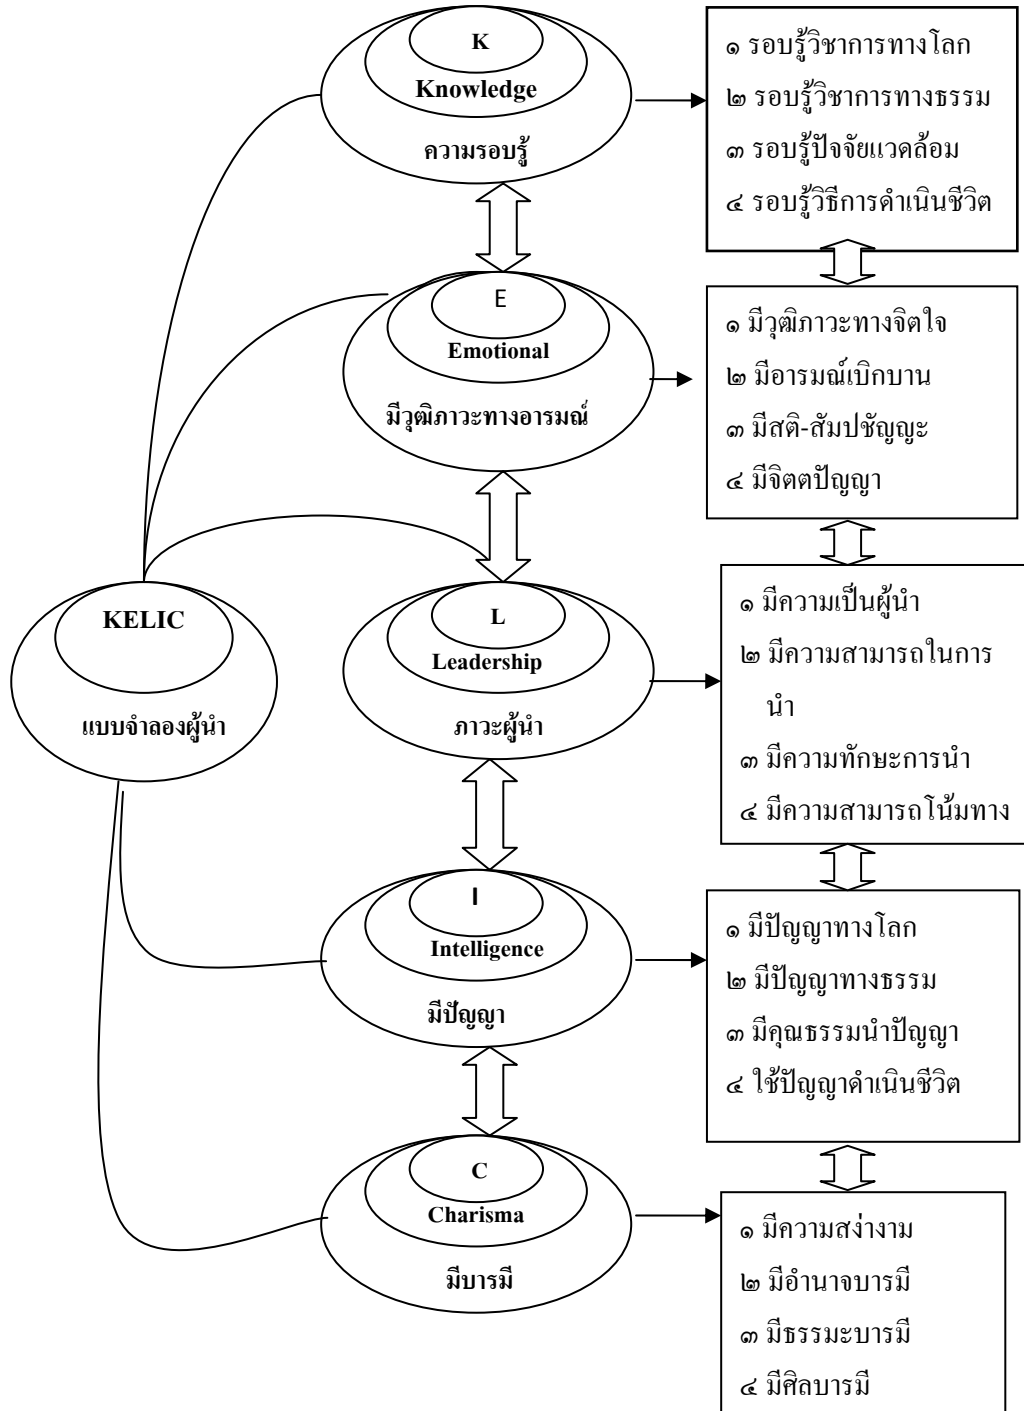 K
Knowledge
ความรอบรู้
๑ รอบรู้วิชาการทางโลก
๒ รอบรู้วิชาการทางธรรม
๓ รอบรู้ปัจจัยแวดล้อม
๔ รอบรู้วิธีการดำเนินชีวิต
E
Emotional
มีวุฒิภาวะทางอารมณ์
๑ มีวุฒิภาวะทางจิตใจ
๒ มีอารมณ์เบิกบาน
๓ มีสติ-สัมปชัญญะ
๔ มีจิตตปัญญา
KELIC
แบบจำลองผู้นำ
L
Leadership
ภาวะผู้นำ
๑ มีความเป็นผู้นำ
๒ มีความสามารถในการ
นำ
๓ มีความทักษะการนำ
๔ มีความสามารถโน้มทาง
I
Intelligence
มีปัญญา
๑ มีปัญญาทางโลก
๒ มีปัญญาทางธรรม
๓ มีคุณธรรมนำปัญญา
๔ ใช้ปัญญาดำเนินชีวิต
C
Charisma
มีบารมี
๑ มีความสง่างาม
๒ มีอำนาจบารมี
๓ มีธรรมะบารมี
๔ มีศิลบารมี